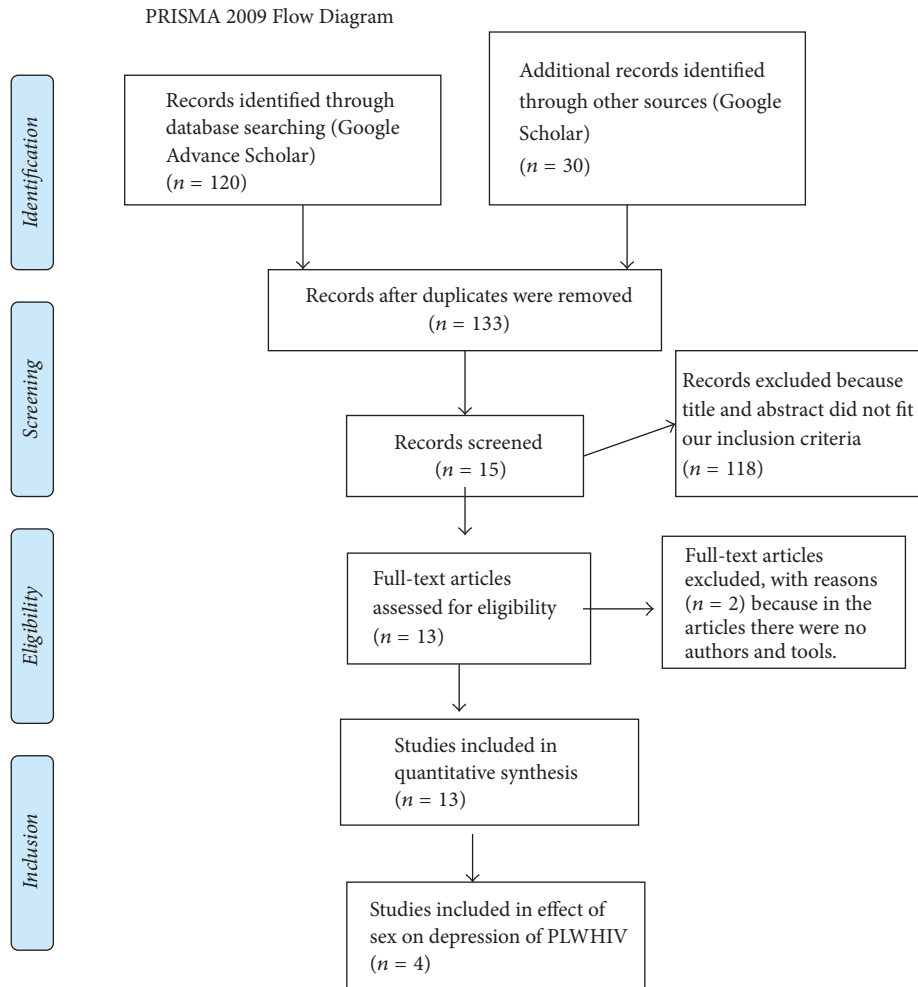 PRISMA 2009 Flow Diagram
Identification
Records identified through
database searching (Google
Advance Scholar)
(n = 120)
Additional records identified
through other sources (Google
Scholar)
(n = 30)
Records after duplicates were removed
(n = 133)
Screening
Records screened
(n = 15)
Records excluded because
title and abstract did not fit
our inclusion criteria
(n = 118)
Eligibility
Full-text articles
assessed for eligibility
(n = 13)
Full-text articles
excluded, with reasons
(n = 2) because in the
articles there were no
authors and tools.
Studies included in
quantitative synthesis
(n = 13)
Inclusion
Studies included in effect of
sex on depression of PLWHIV
(n = 4)